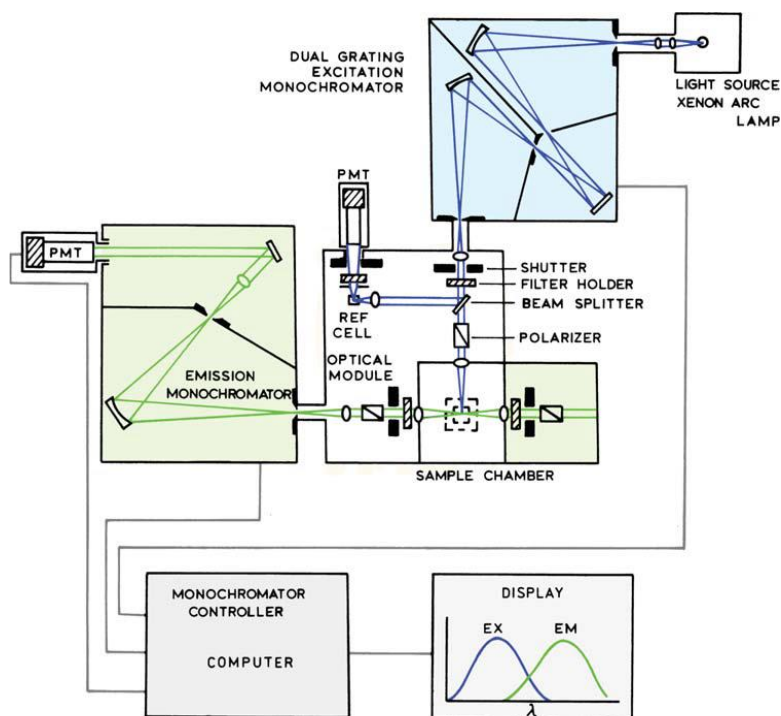 DUAL GRATING
EXCITATION
MONOCHROMATOR
LIGHT SOURCE
XENON ARC
LAMP
PMT
PMT
SHUTTER
FILTER HOLDER
BEAM SPLITTER
REF
CELL
POLARIZER
OPTICAL
MODULE
EMISSION
MONOCHROMATOR
SAMPLE CHAMBER
MONOCHROMATOR
CONTROLLER
COMPUTER
DISPLAY
EX EM
λ